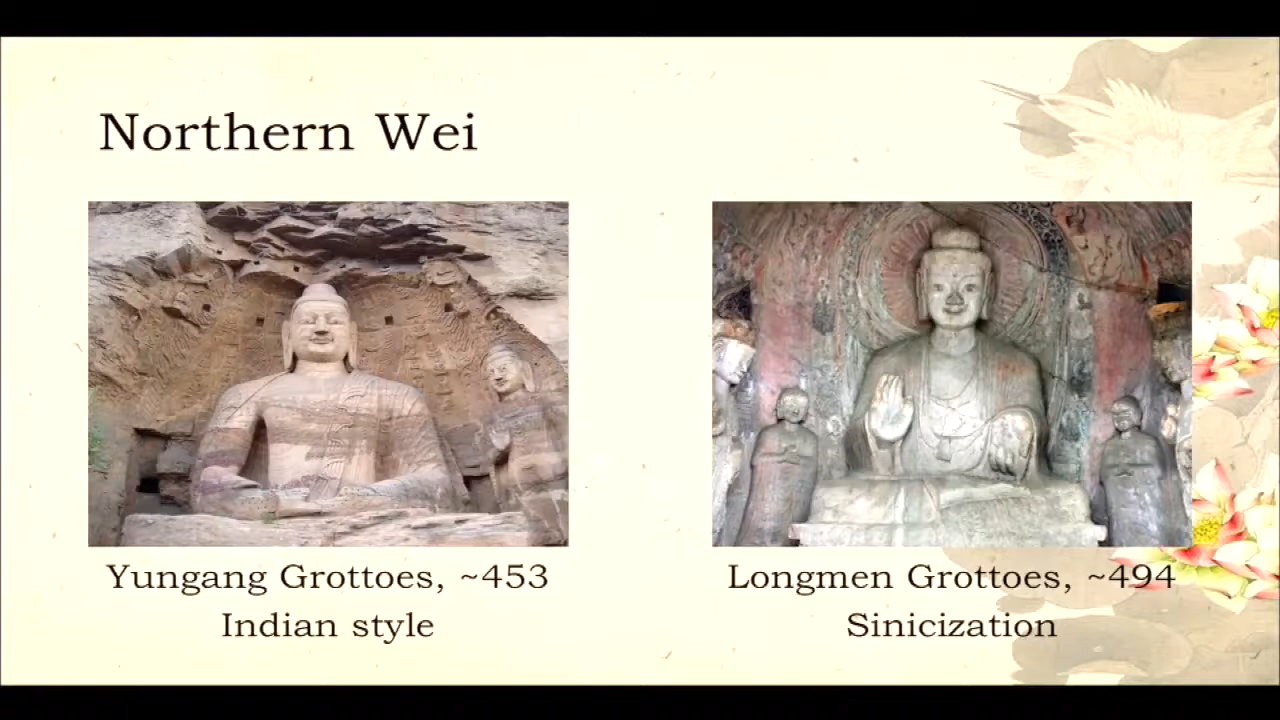 Northern Wei
Yungang Grottoes, ~453
Indian style
Longmen Grottoes, ~494
Sinicization